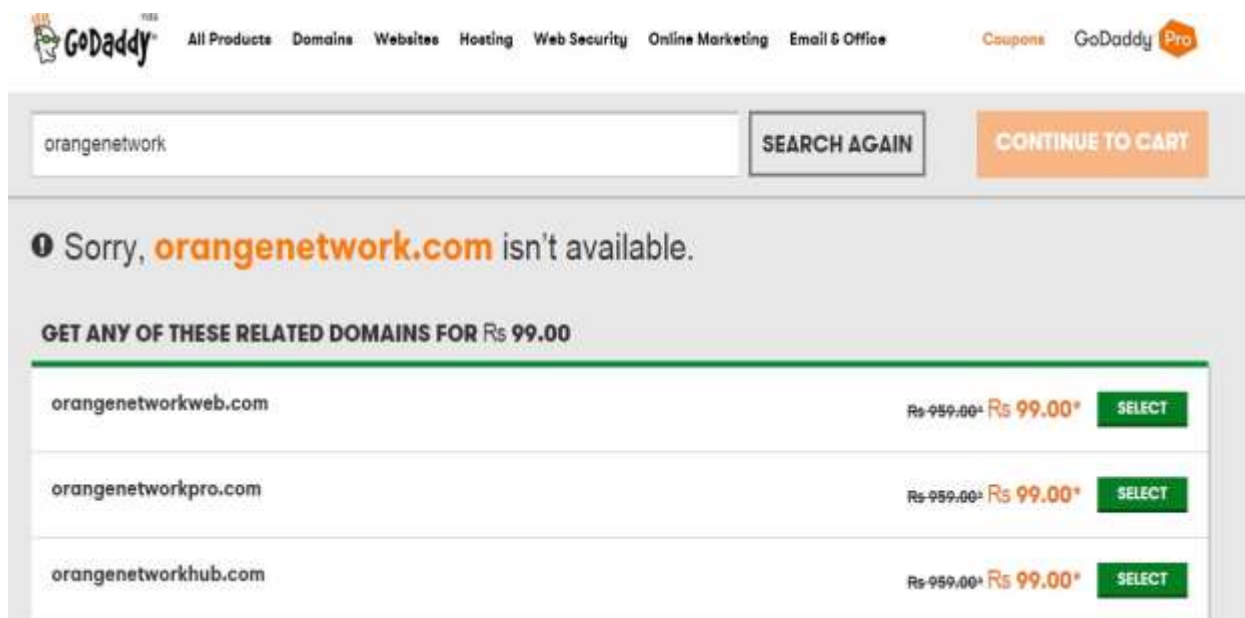 GoDaddy All Products Domains Websites Hosting Web Security Online Marketing Email & Office Coupons GoDaddy Pro
orangenetwork SEARCH AGAIN CONTINUE TO CART
Sorry, orangenetwork.com isn't available.
GET ANY OF THESE RELATED DOMAINS FOR Rs 99.00
orangenetworkweb.com Rs 959.00* Rs 99.00* SELECT
orangenetworkpro.com Rs 959.00* Rs 99.00* SELECT
orangenetworkhub.com Rs 959.00* Rs 99.00* SELECT